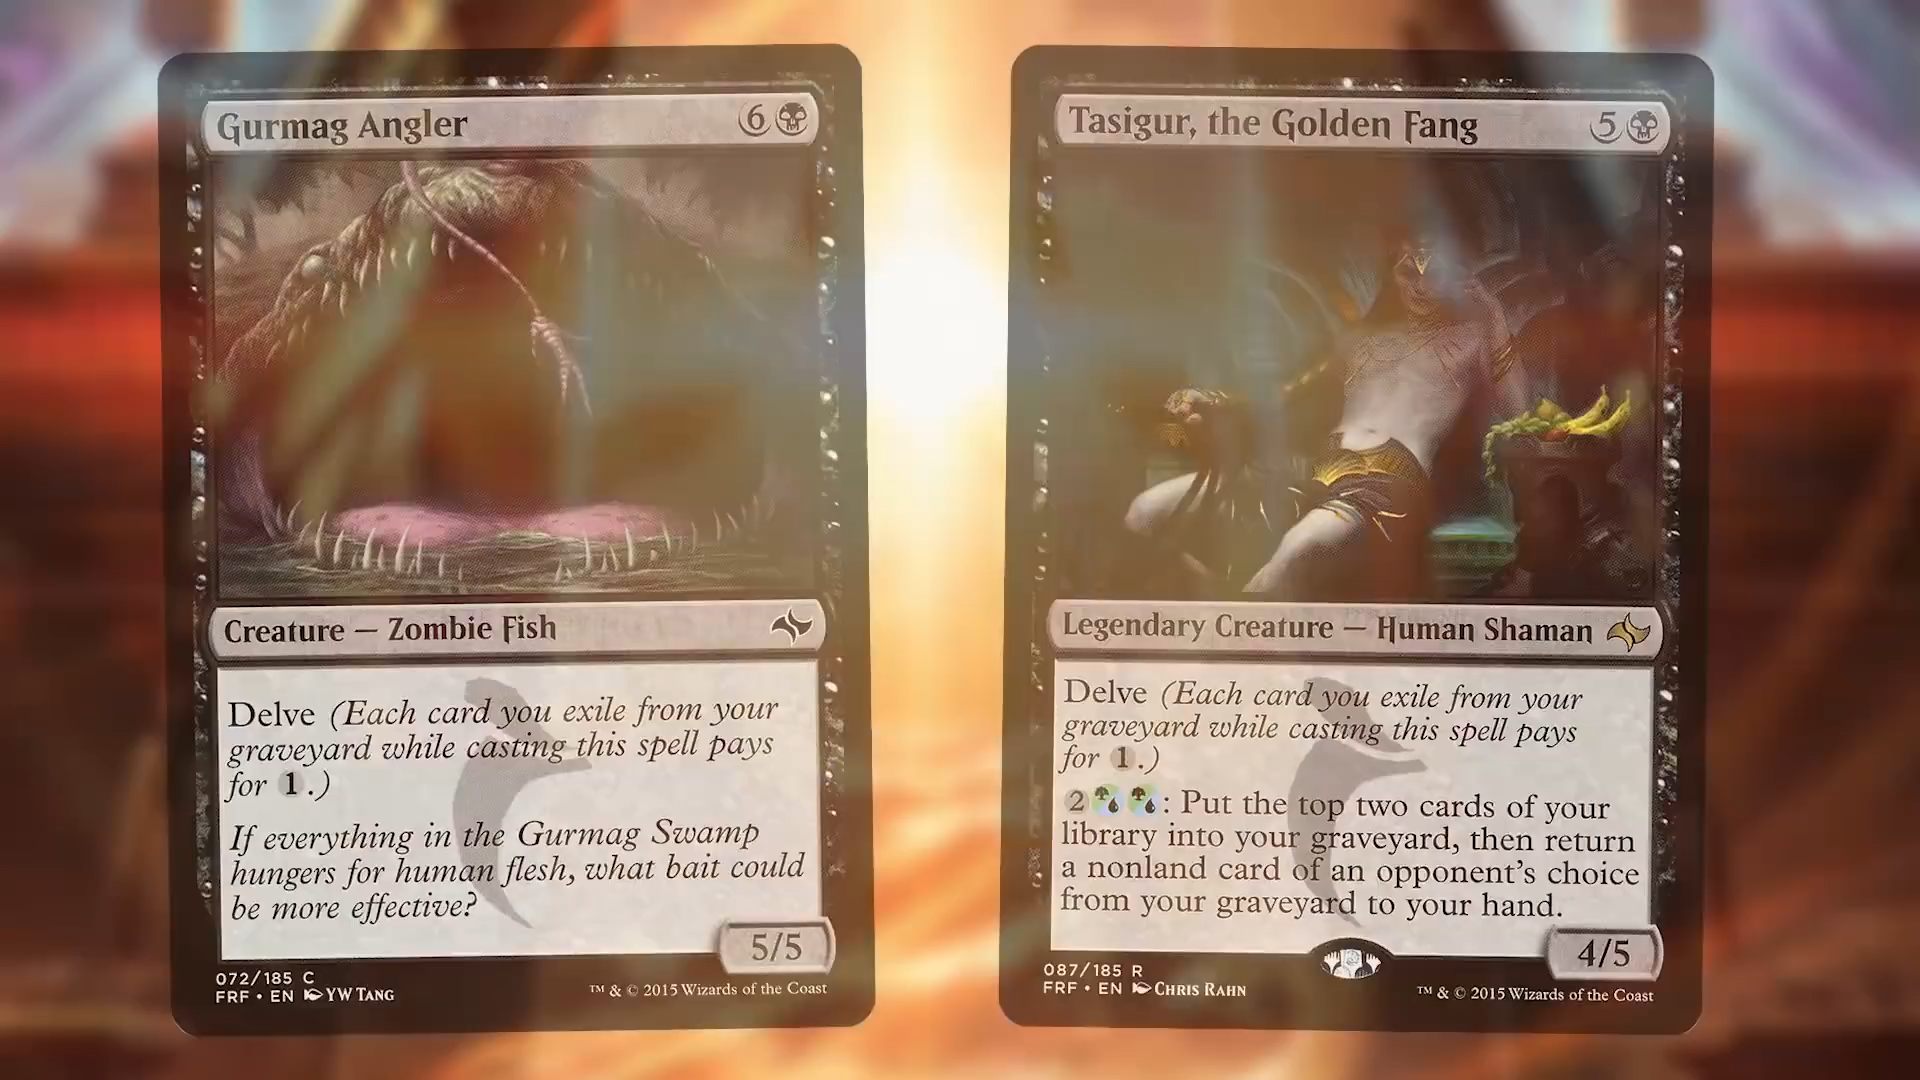 Gurmag Angler 6
Creature — Zombie Fish
Delve (Each card you exile from your
graveyard while casting this spell pays
for 1.)
If everything in the Gurmag Swamp
hungers for human flesh, what bait could
be more effective?
5/5
072/185 C
FRF • EN YW TANG
™ & © 2015 Wizards of the Coast
Tasigur, the Golden Fang 5
Legendary Creature — Human Shaman
Delve (Each card you exile from your
graveyard while casting this spell pays
for 1.)
2: Put the top two cards of your
library into your graveyard, then return
a nonland card of an opponent's choice
from your graveyard to your hand.
4/5
087/185 R
FRF • EN CHRIS RAHN
™ & © 2015 Wizards of the Coast